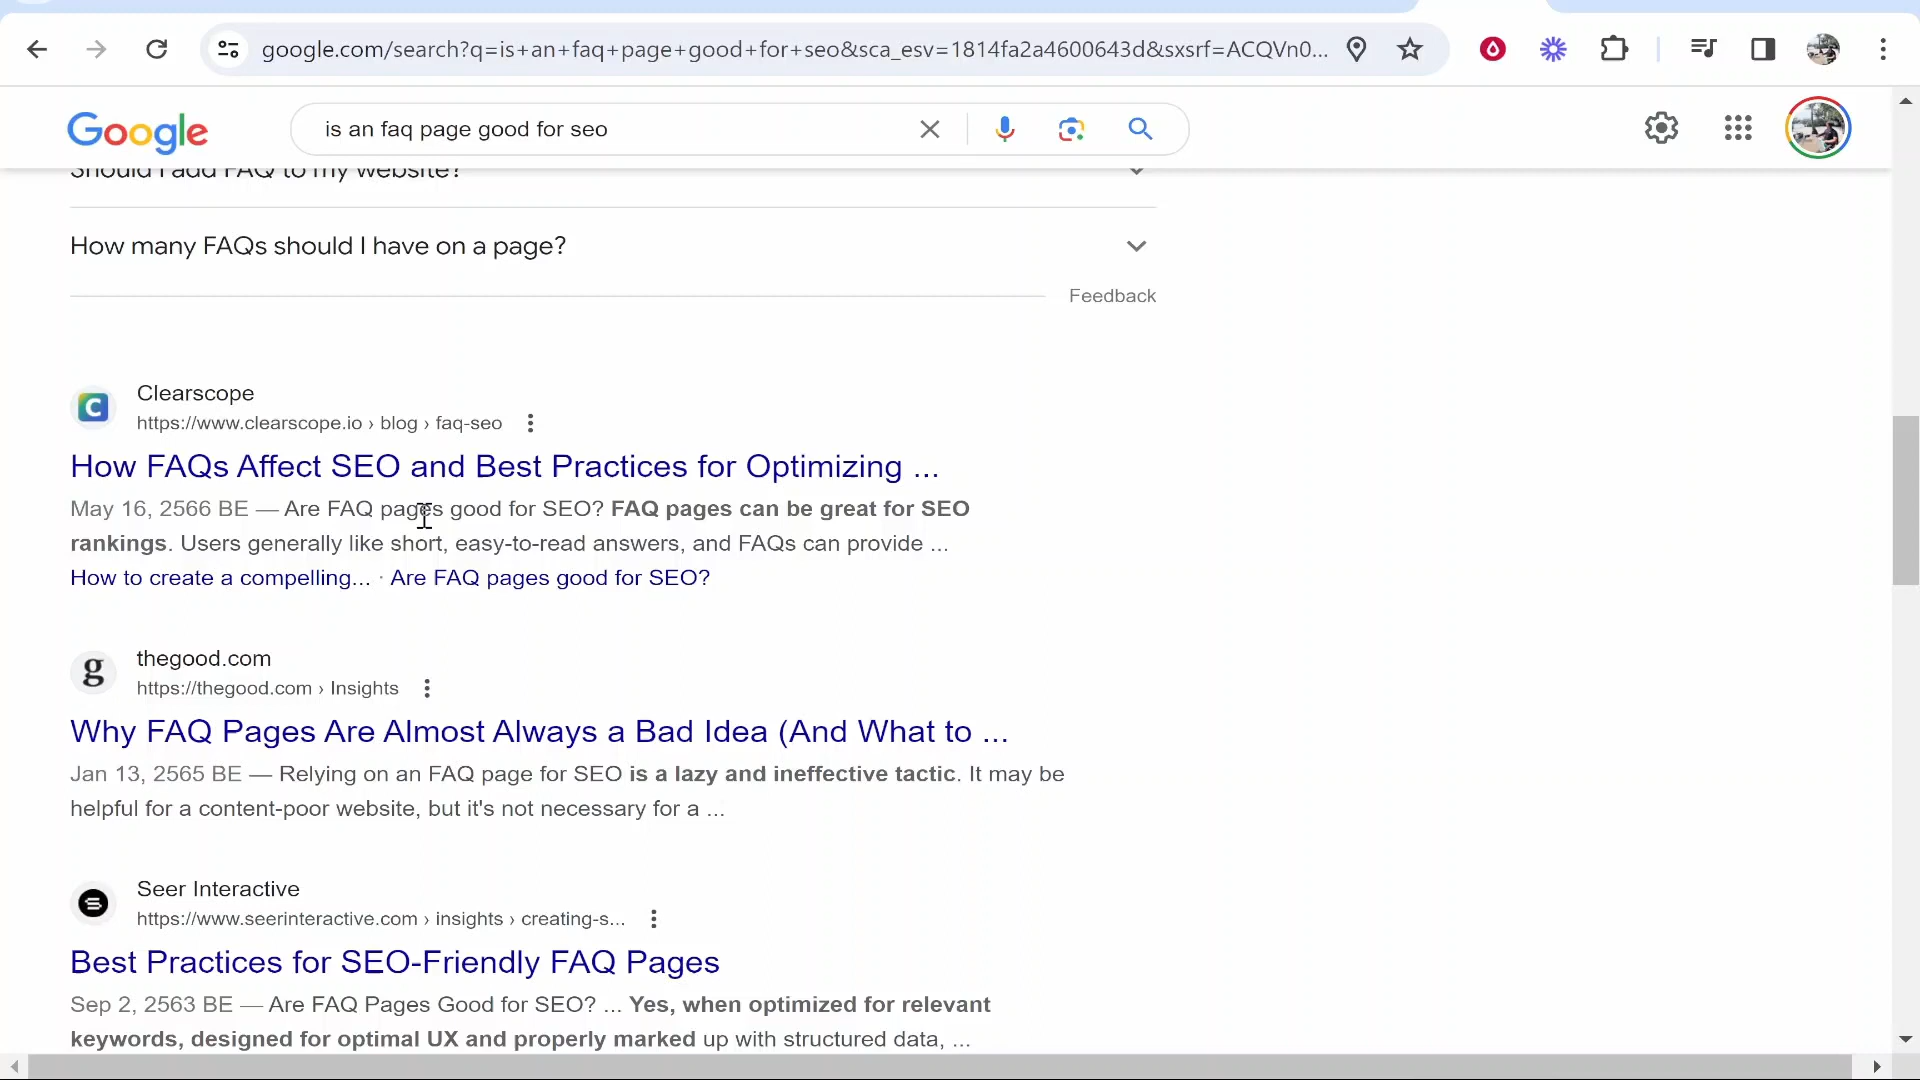 google.com/search?q=is+an+faq+page+good+for+seo&sca_esv=1814fa2a4600643d&sxsrf=ACQVn0...
Google
is an faq page good for seo
Should I add FAQ to my website?
How many FAQs should I have on a page?
Feedback
Clearscope
https://www.clearscope.io › blog › faq-seo
How FAQs Affect SEO and Best Practices for Optimizing ...
May 16, 2566 BE — Are FAQ pages good for SEO? FAQ pages can be great for SEO
rankings. Users generally like short, easy-to-read answers, and FAQs can provide ...
How to create a compelling... · Are FAQ pages good for SEO?
g
thegood.com
https://thegood.com › Insights
Why FAQ Pages Are Almost Always a Bad Idea (And What to ...
Jan 13, 2565 BE — Relying on an FAQ page for SEO is a lazy and ineffective tactic. It may be
helpful for a content-poor website, but it's not necessary for a ...
Seer Interactive
https://www.seerinteractive.com › insights › creating-s...
Best Practices for SEO-Friendly FAQ Pages
Sep 2, 2563 BE — Are FAQ Pages Good for SEO? ... Yes, when optimized for relevant
keywords, designed for optimal UX and properly marked up with structured data, ...